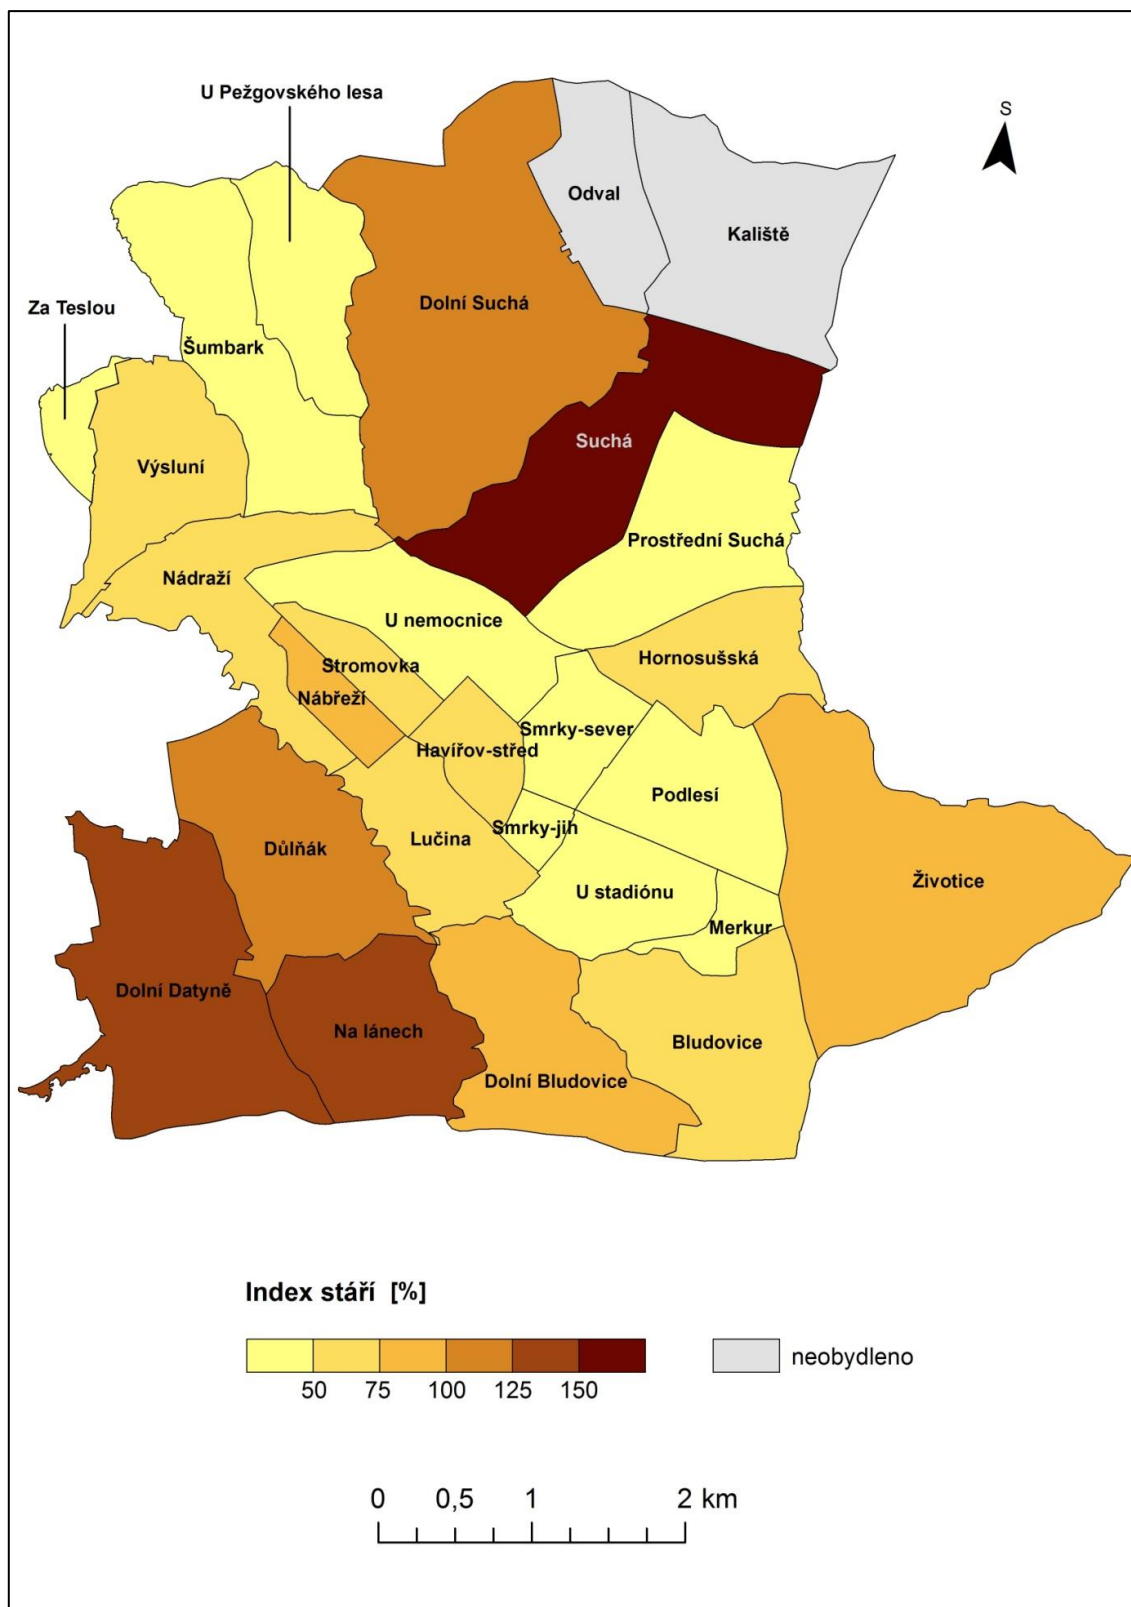 U Pežgovského lesa
S
Odval
Kaliště
Dolní Suchá
Za Teslou
Šumbark
Suchá
Výsluní
Prostřední Suchá
Nádraží
U nemocnice
Hornosušská
Stromovka
Nábřeží
Smrky-sever
Havířov-střed
Podlesí
Smrky-jih
Lučina
Důlňák
Životice
U stadiónu
Merkur
Dolní Datyně
Na lánech
Bludovice
Dolní Bludovice
Index stáří [%]
neobydleno
50 75 100 125 150
0 0,5 1 2 km